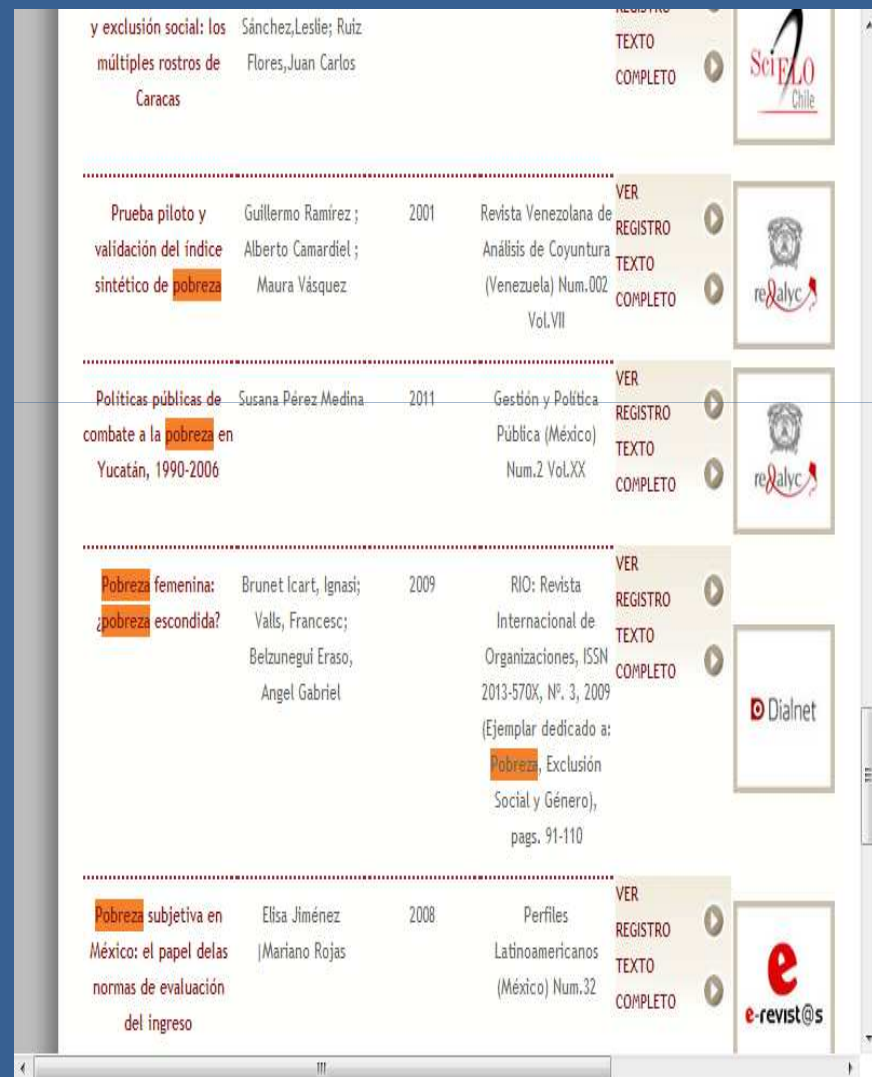 y exclusión social: los
múltiples rostros de
Caracas
Sánchez,Leslie; Ruiz
Flores,Juan Carlos
REGISTRO
TEXTO
COMPLETO
SciELO
Chile
Prueba piloto y
validación del índice
sintético de pobreza
Guillermo Ramírez ;
Alberto Camardiel ;
Maura Vásquez
2001
Revista Venezolana de
Análisis de Coyuntura
(Venezuela) Num.002
Vol.VII
VER
REGISTRO
TEXTO
COMPLETO
redalyc
Políticas públicas de
combate a la pobreza en
Yucatán, 1990-2006
Susana Pérez Medina
2011
Gestión y Política
Pública (México)
Num.2 Vol.XX
VER
REGISTRO
TEXTO
COMPLETO
redalyc
Pobreza femenina:
¿pobreza escondida?
Brunet Icart, Ignasi;
Valls, Francesc;
Belzunegui Eraso,
Angel Gabriel
2009
RIO: Revista
Internacional de
Organizaciones, ISSN
2013-570X, Nº. 3, 2009
(Ejemplar dedicado a:
Pobreza, Exclusión
Social y Género),
pags. 91-110
VER
REGISTRO
TEXTO
COMPLETO
Dialnet
Pobreza subjetiva en
México: el papel delas
normas de evaluación
del ingreso
Elisa Jiménez
|Mariano Rojas
2008
Perfiles
Latinoamericanos
(México) Num.32
VER
REGISTRO
TEXTO
COMPLETO
e
e-revist@s